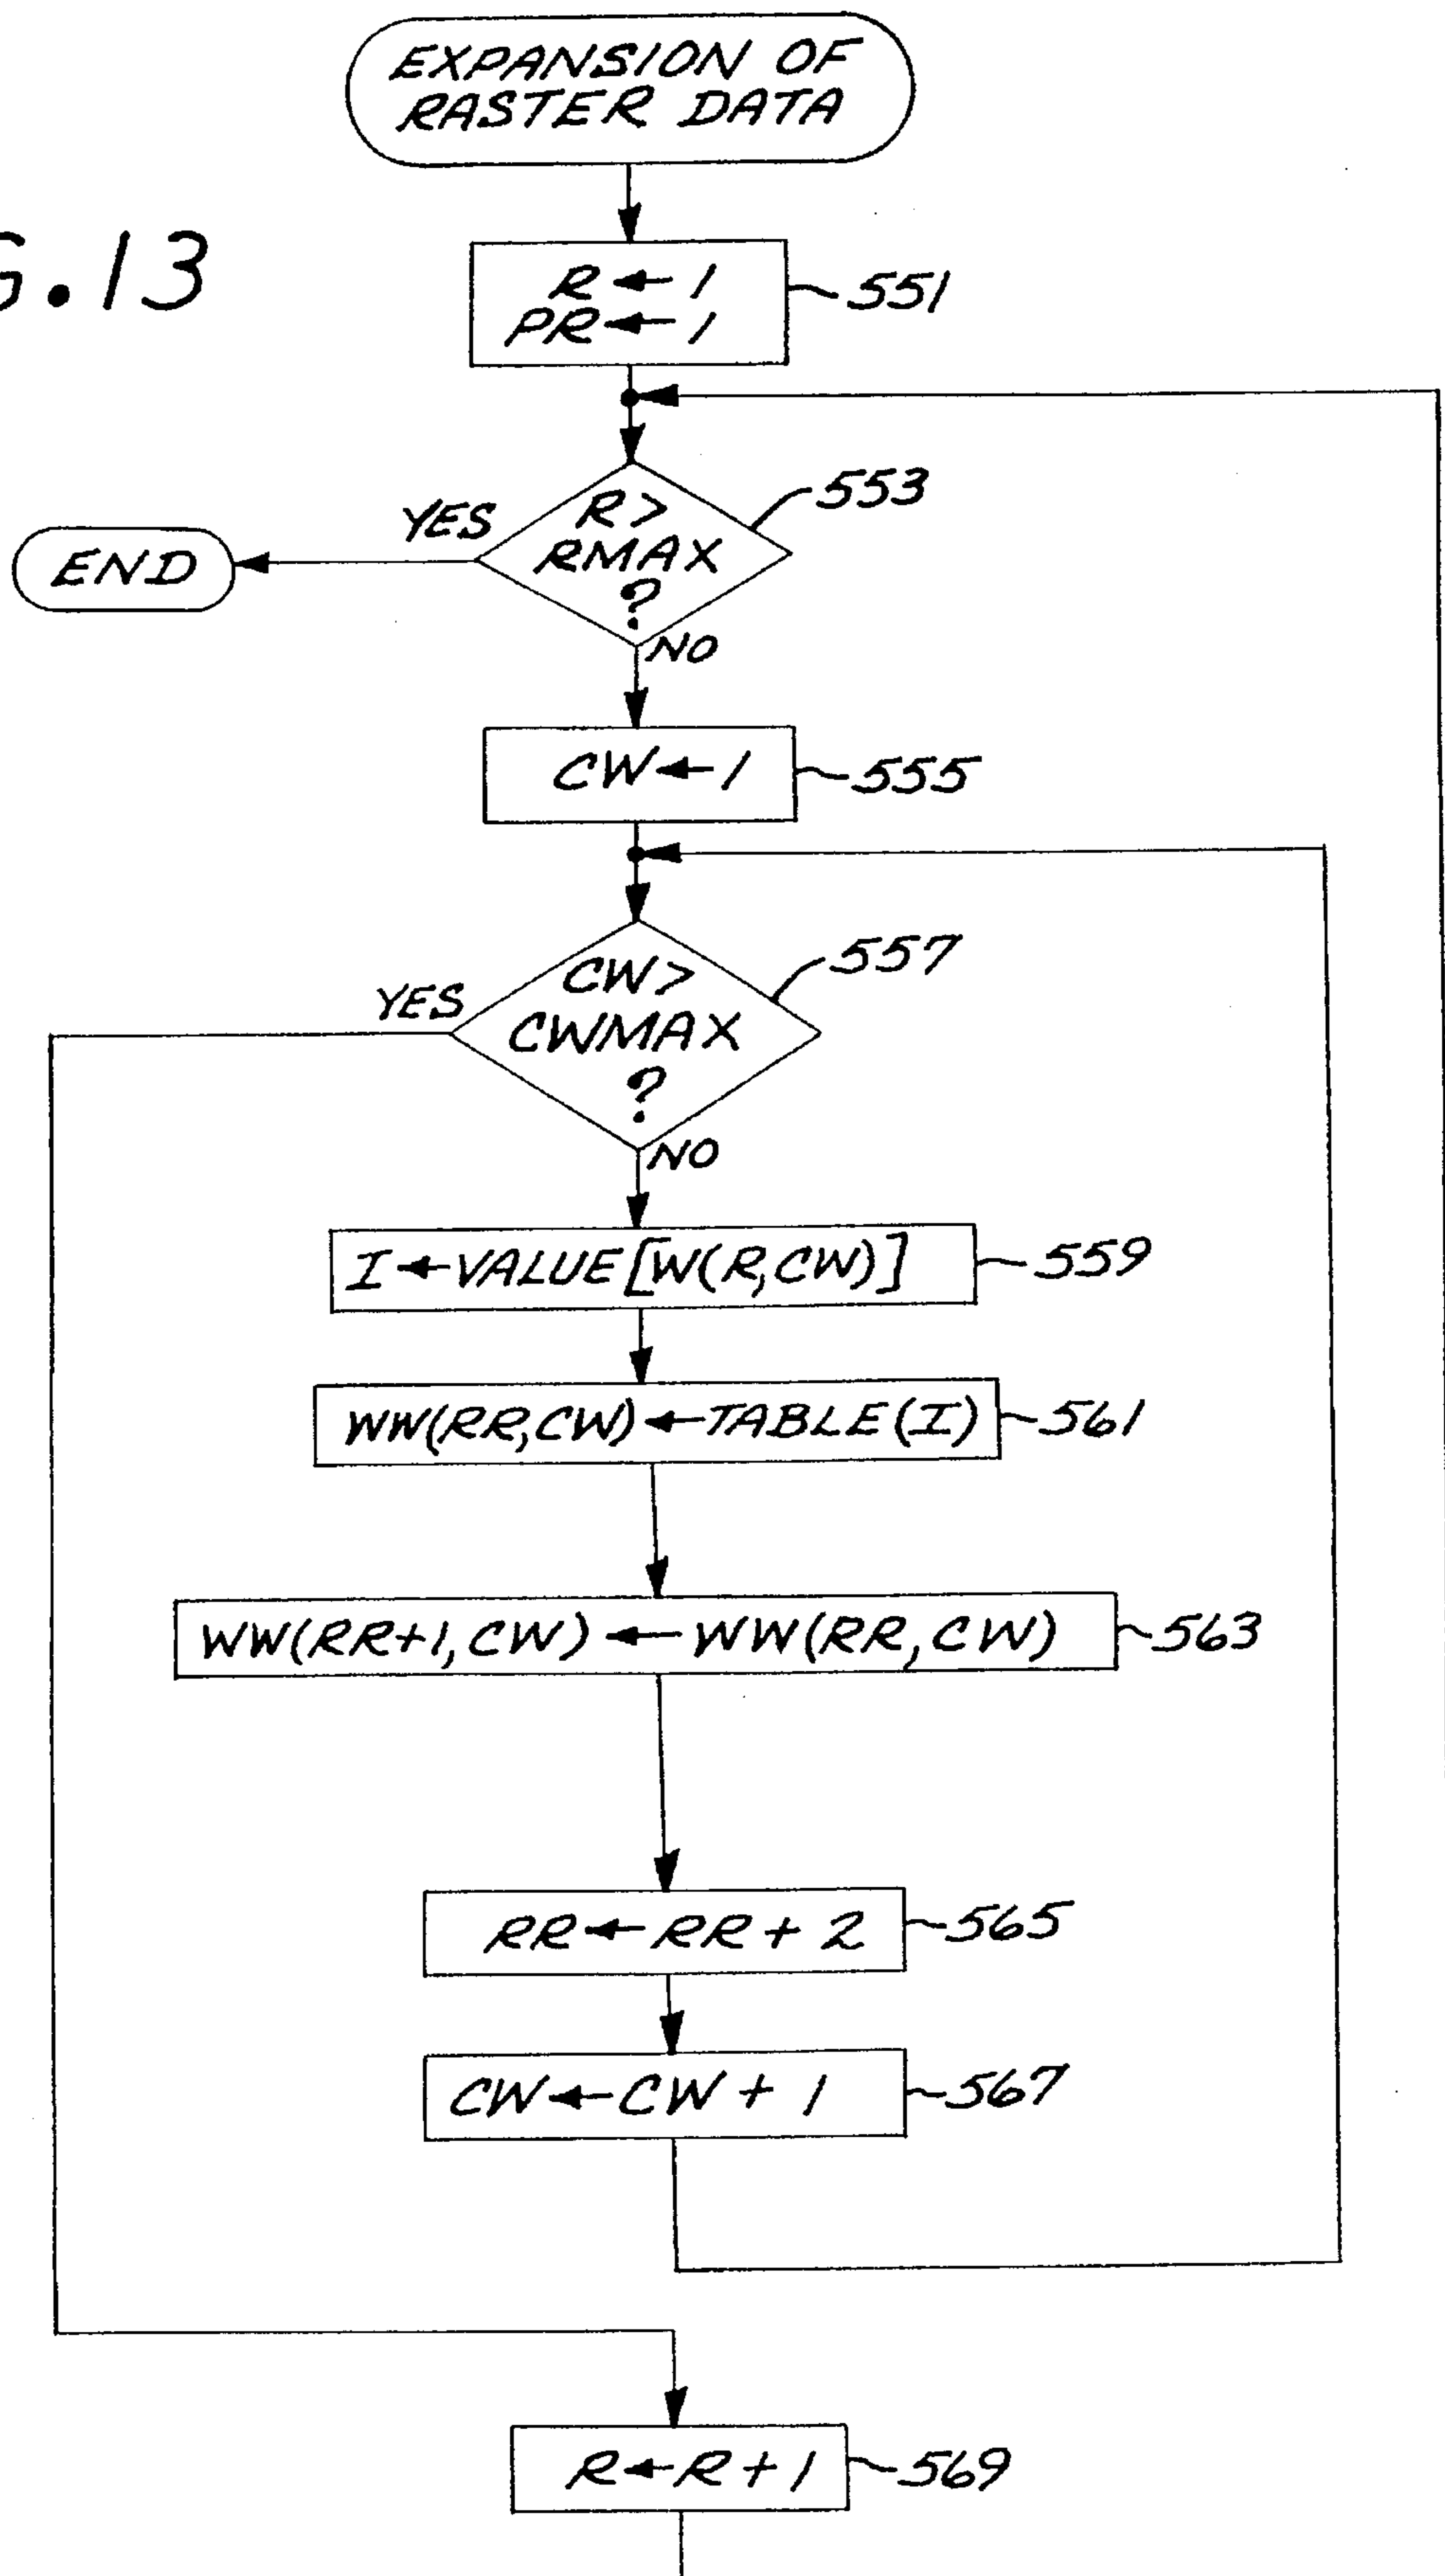 EXPANSION OF
RASTER DATA
G.13
R←1
PR←1
551
R>
RMAX
?
553
YES
END
NO
CW←1
555
CW>
CWMAX
?
557
YES
NO
I←VALUE[W(R,CW)]
559
WW(RR,CW)←TABLE(I)
561
WW(RR+1,CW)←WW(RR,CW)
563
RR←RR+2
565
CW←CW+1
567
R←R+1
569